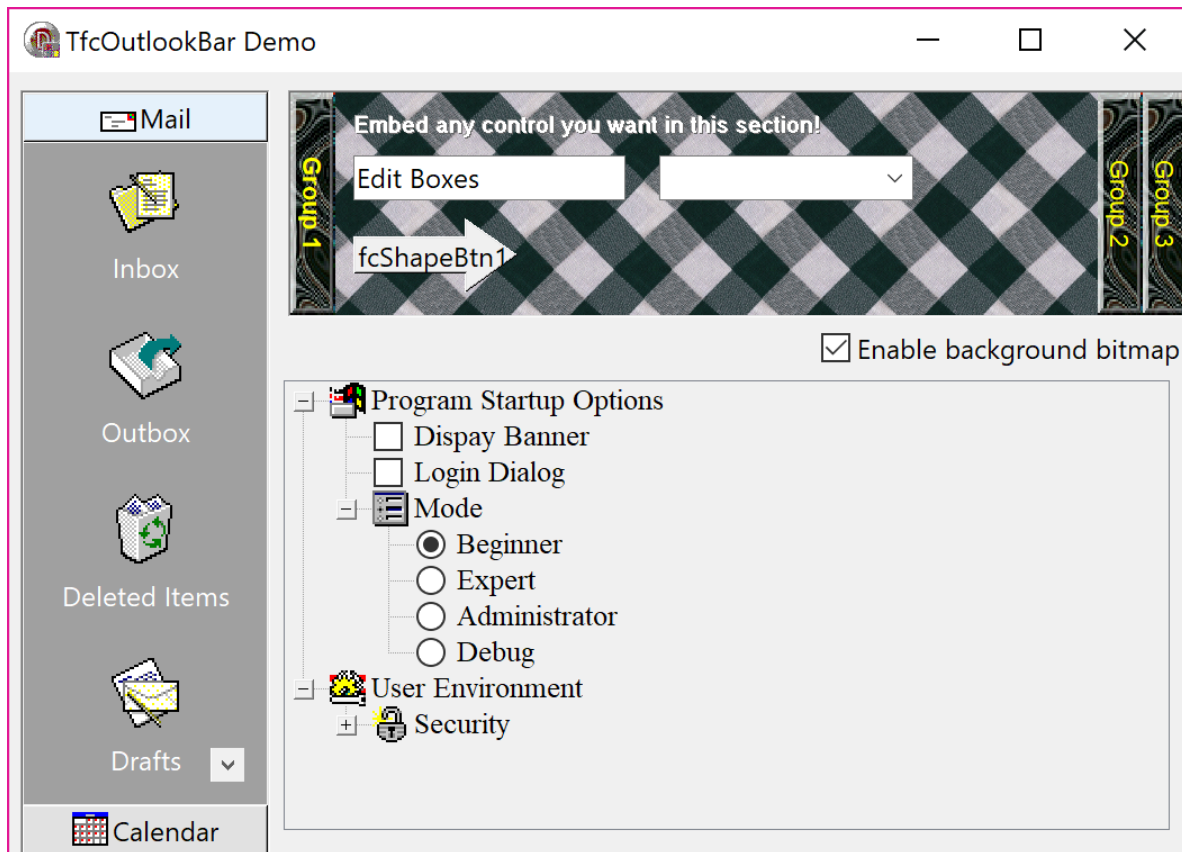 TfcOutlookBar Demo
Mail
Inbox
Outbox
Deleted Items
Drafts
Calendar
Group 1
Embed any control you want in this section!
Edit Boxes
fcShapeBtn1
Group 2
Group 3
Enable background bitmap
Program Startup Options
Dispay Banner
Login Dialog
Mode
Beginner
Expert
Administrator
Debug
User Environment
Security